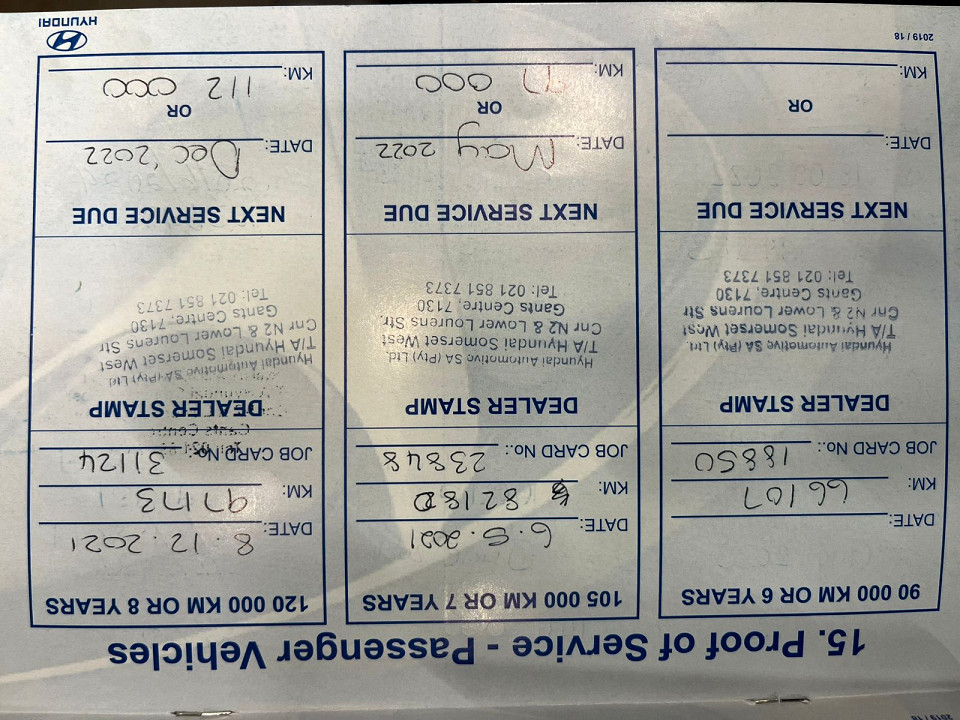 15. Proof of Service - Passenger Vehicles
90 000 KM OR 6 YEARS
DATE:
KM: 66107
JOB CARD No.: 18850
DEALER STAMP
Hyundai Automotive SA (Pty) Ltd.
T/A Hyundai Somerset West
Cnr N2 & Lower Lourens Str
Gants Centre, 7130
Tel: 021 851 7373
NEXT SERVICE DUE
DATE:
OR
KM:
105 000 KM OR 7 YEARS
DATE: 6.5.2021
KM: 82180
JOB CARD No.: 23848
DEALER STAMP
Hyundai Automotive SA (Pty) Ltd.
T/A Hyundai Somerset West
Cnr N2 & Lower Lourens Str.
Gants Centre, 7130
Tel: 021 851 7373
NEXT SERVICE DUE
DATE: May 2022
OR
KM: 97 000
120 000 KM OR 8 YEARS
DATE: 8.12.2021
KM: 97173
JOB CARD No.: 31124
DEALER STAMP
Hyundai Automotive SA (Pty) Ltd
T/A Hyundai Somerset West
Cnr N2 & Lower Lourens Str
Gants Centre, 7130
Tel: 021 851 7373
NEXT SERVICE DUE
DATE: Dec' 2022
OR
KM: 112 000
2019 / 18
HYUNDAI